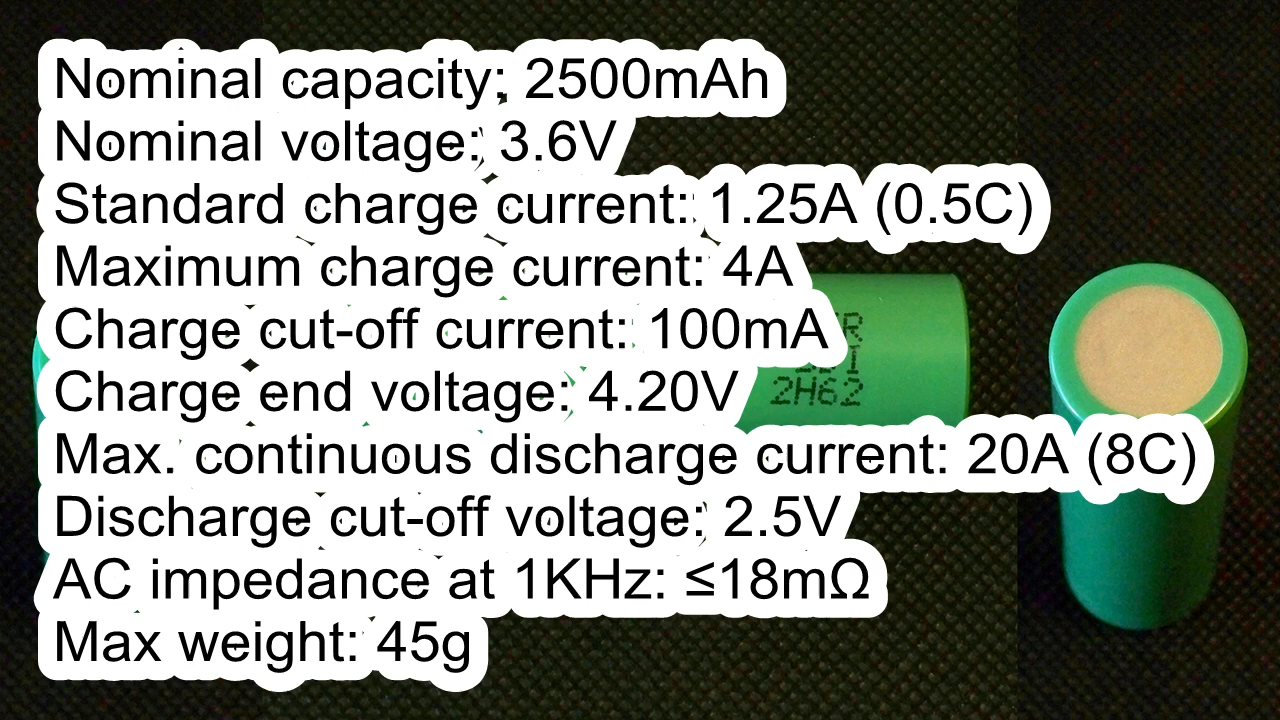 Nominal capacity: 2500mAh
Nominal voltage: 3.6V
Standard charge current: 1.25A (0.5C)
Maximum charge current: 4A
Charge cut-off current: 100mA
Charge end voltage: 4.20V
Max. continuous discharge current: 20A (8C)
Discharge cut-off voltage: 2.5V
AC impedance at 1KHz: ≤18mΩ
Max weight: 45g
2H62